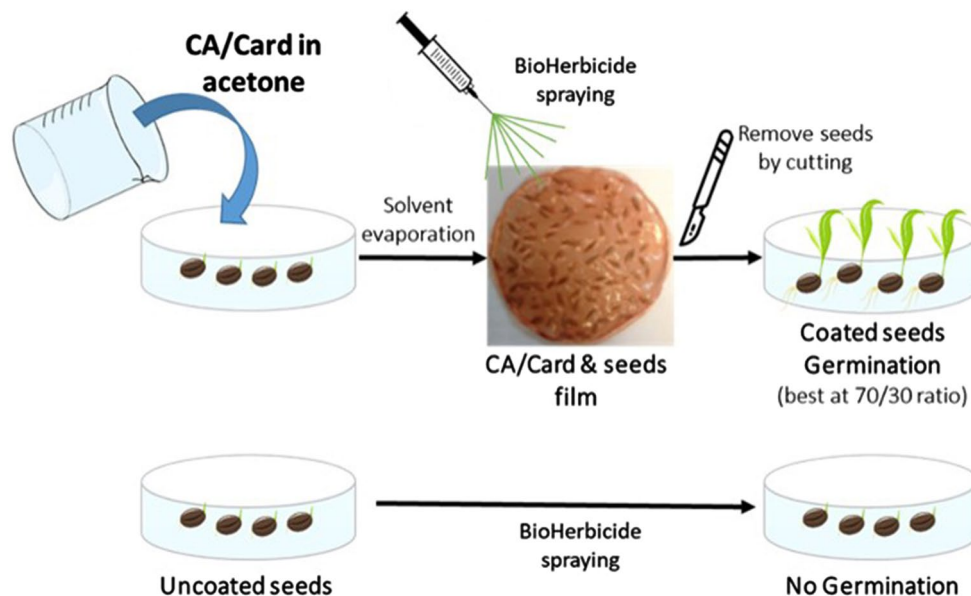 CA/Card in
acetone
BioHerbicide
spraying
Remove seeds
by cutting
Solvent
evaporation
CA/Card & seeds
film
Coated seeds
Germination
(best at 70/30 ratio)
BioHerbicide
spraying
Uncoated seeds
No Germination